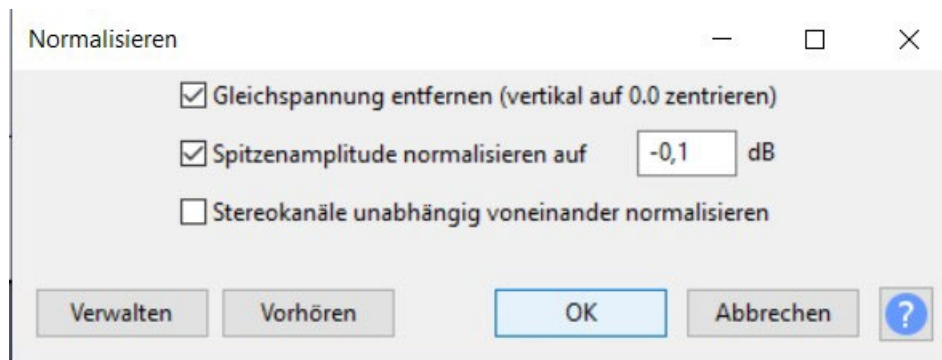 Normalisieren
Gleichspannung entfernen (vertikal auf 0.0 zentrieren)
Spitzenamplitude normalisieren auf -0,1 dB
Stereokanäle unabhängig voneinander normalisieren
Verwalten Vorhören OK Abbrechen ?